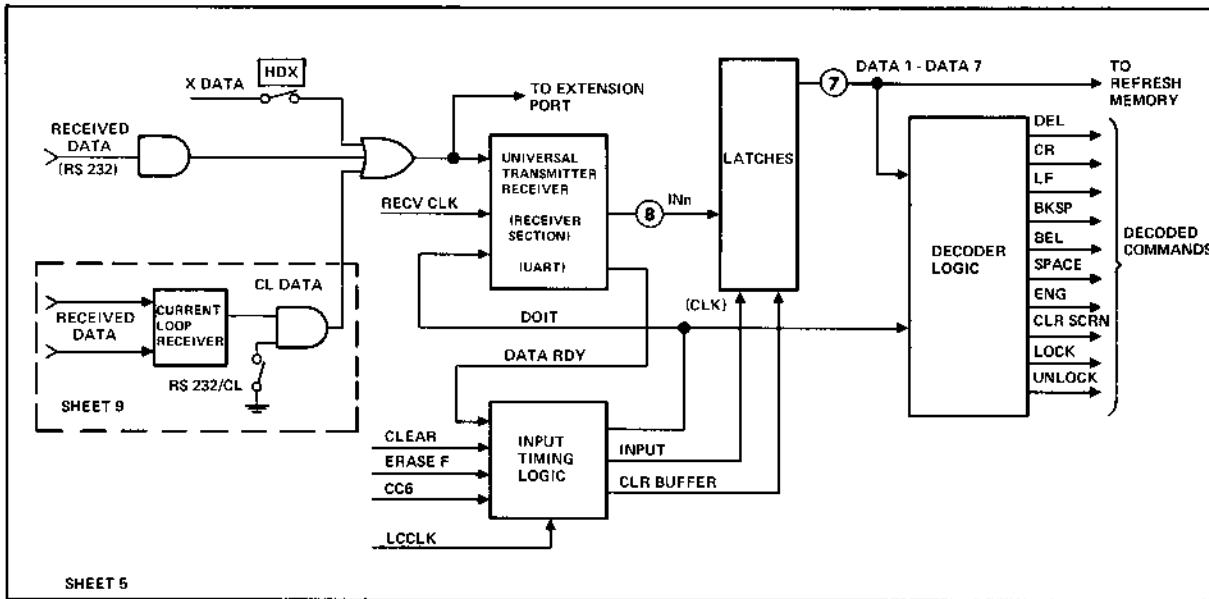 HDX
X DATA
RECEIVED
DATA
(RS 232)
TO EXTENSION
PORT
RECV CLK
UNIVERSAL
TRANSMITTER
RECEIVER
(RECEIVER
SECTION)
(UART)
8
INn
LATCHES
7
DATA 1 - DATA 7
TO
REFRESH
MEMORY
DECODER
LOGIC
DEL
CR
LF
BKSP
BEL
SPACE
ENG
CLR SCRN
LOCK
UNLOCK
DECODED
COMMANDS
CL DATA
RECEIVED
DATA
CURRENT
LOOP
RECEIVER
RS 232/CL
SHEET 9
(CLK)
DOIT
DATA RDY
CLEAR
ERASE F
CC6
LCCLK
INPUT
TIMING
LOGIC
INPUT
CLR BUFFER
SHEET 5